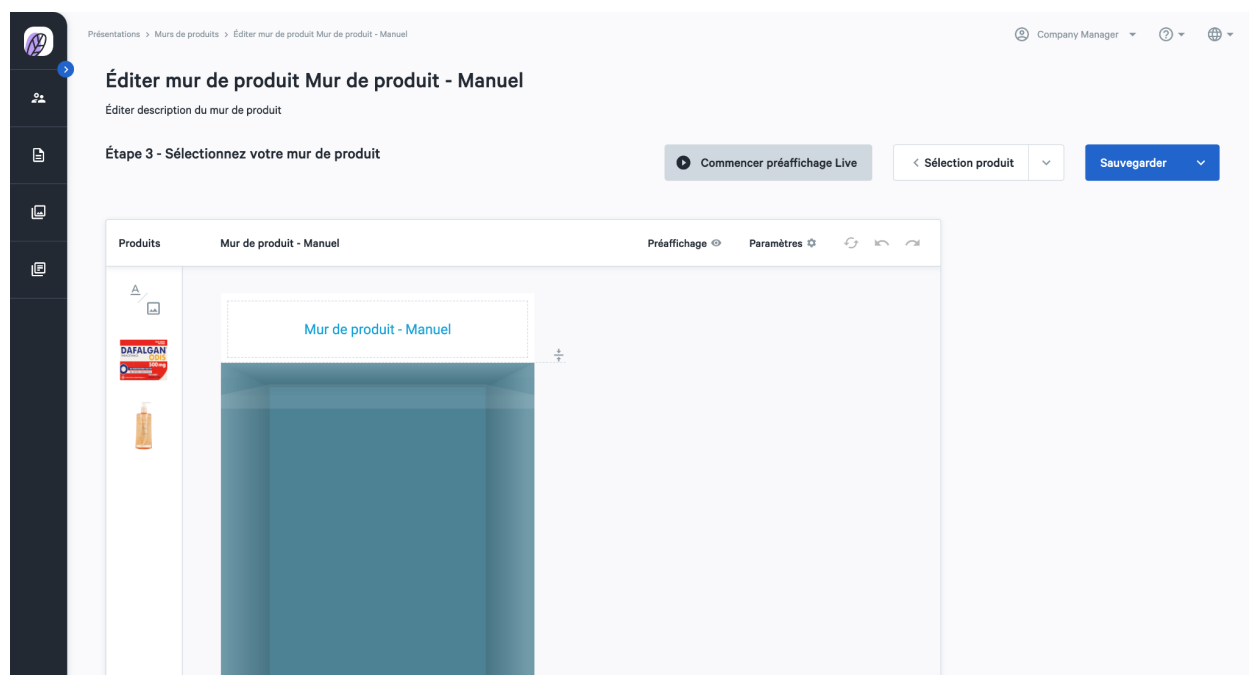 Présentations > Murs de produits > Éditer mur de produit Mur de produit - Manuel
Company Manager
Éditer mur de produit Mur de produit - Manuel
Éditer description du mur de produit
Étape 3 - Sélectionnez votre mur de produit
Commencer préaffichage Live
< Sélection produit
Sauvegarder
Produits
Mur de produit - Manuel
Préaffichage
Paramètres
A
Mur de produit - Manuel
DAFALGAN
ODIS
500mg